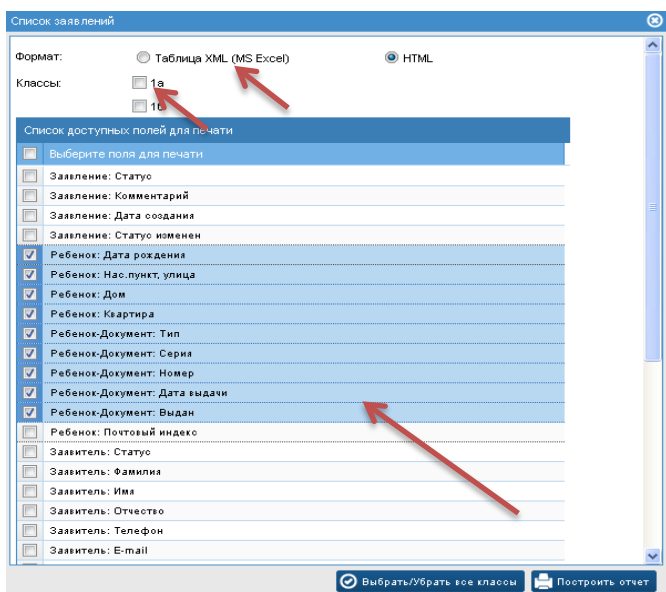 Список заявлений
Формат: Таблица XML (MS Excel) HTML
Классы: 1а
1б
Список доступных полей для печати
Выберите поля для печати
Заявление: Статус
Заявление: Комментарий
Заявление: Дата создания
Заявление: Статус изменен
Ребенок: Дата рождения
Ребенок: Нас.пункт, улица
Ребенок: Дом
Ребенок: Квартира
Ребенок-Документ: Тип
Ребенок-Документ: Серия
Ребенок-Документ: Номер
Ребенок-Документ: Дата выдачи
Ребенок-Документ: Выдан
Ребенок: Почтовый индекс
Заявитель: Статус
Заявитель: Фамилия
Заявитель: Имя
Заявитель: Отчество
Заявитель: Телефон
Заявитель: E-mail
Выбрать/Убрать все классы Построить отчет